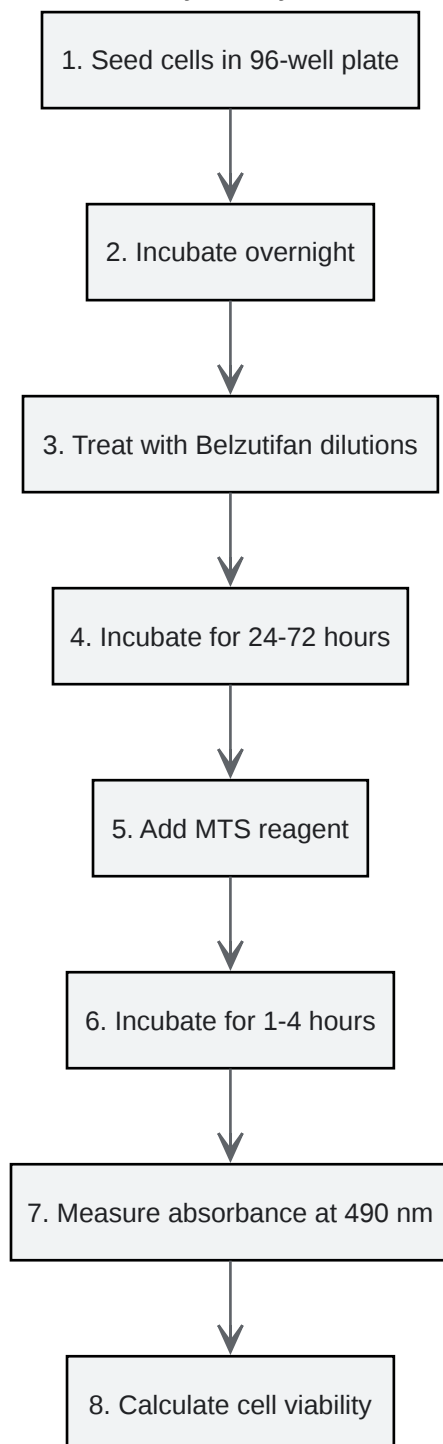 1. Seed cells in 96-well plate
2. Incubate overnight
3. Treat with Belzutifan dilutions
4. Incubate for 24-72 hours
5. Add MTS reagent
6. Incubate for 1-4 hours
7. Measure absorbance at 490 nm
8. Calculate cell viability